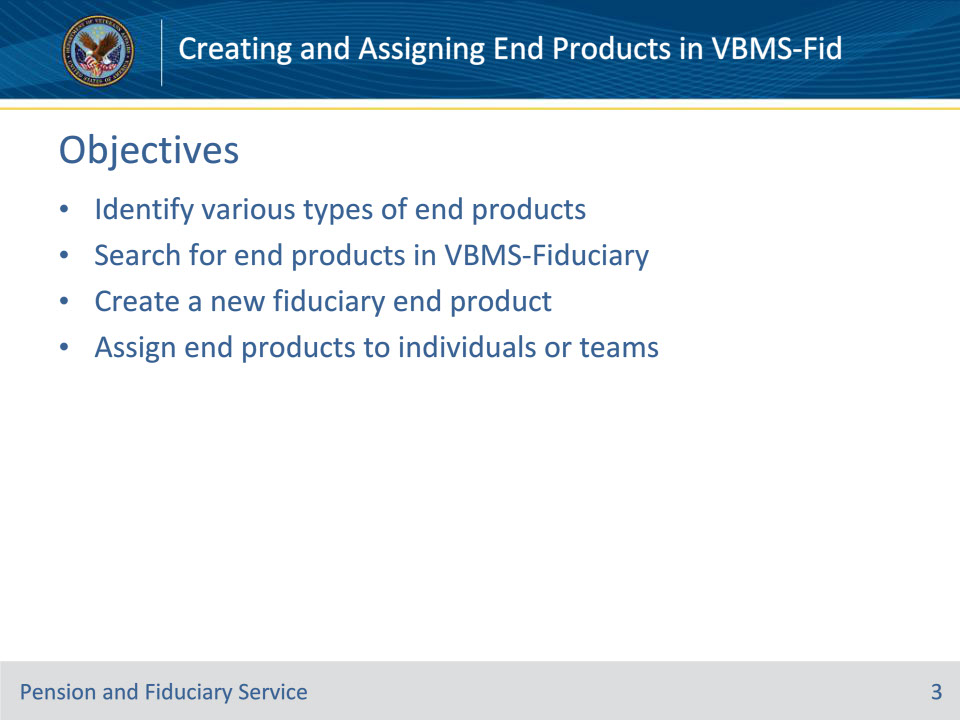 Creating and Assigning End Products in VBMS-Fid
Objectives
• Identify various types of end products
• Search for end products in VBMS-Fiduciary
• Create a new fiduciary end product
• Assign end products to individuals or teams
Pension and Fiduciary Service
3